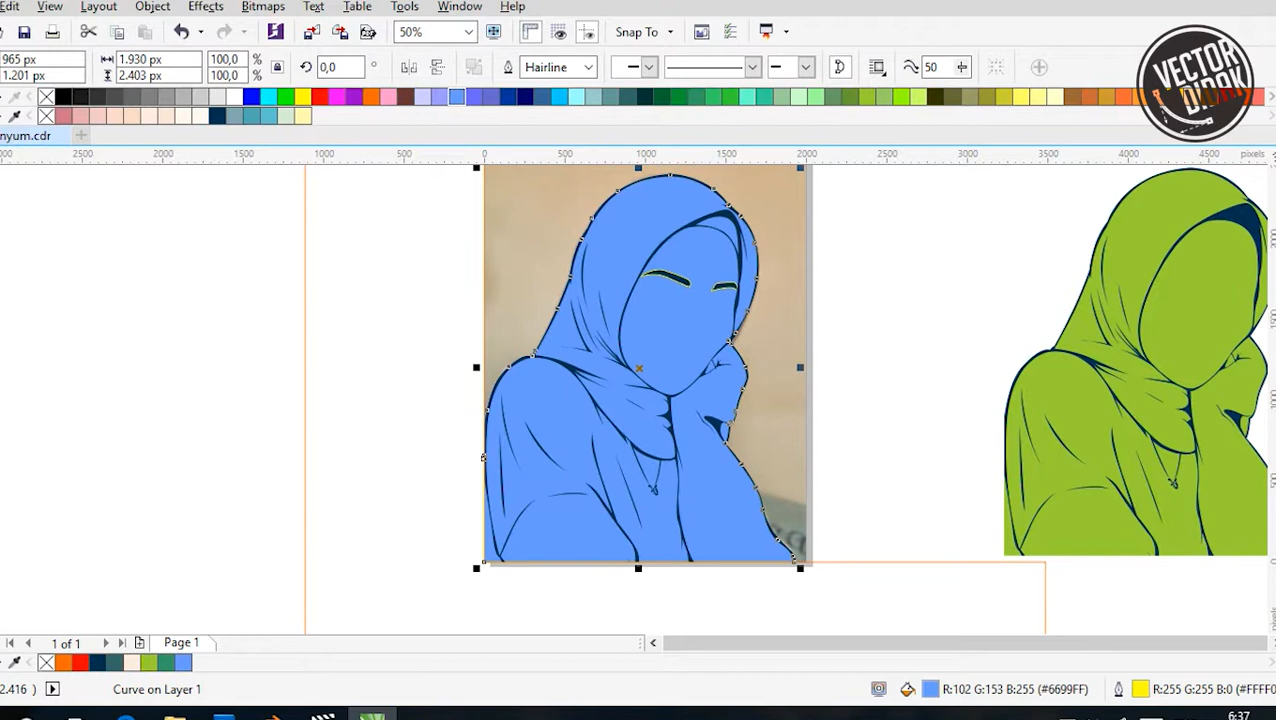 Edit View Layout Object Effects Bitmaps Text Table Tools Window Help
50% Snap To
965 px 1.930 px 100,0 % 0,0 ° Hairline 50
1.201 px 2.403 px 100,0 %
VECTOR DIDAK
nyum.cdr
2500 2000 1500 1000 500 0 500 1000 1500 2000 2500 3000 3500 4000 4500 pixels
1 of 1 Page 1
2.416 ) Curve on Layer 1 R:102 G:153 B:255 (#6699FF) R:255 G:255 B:0 (#FFFF0
6:37